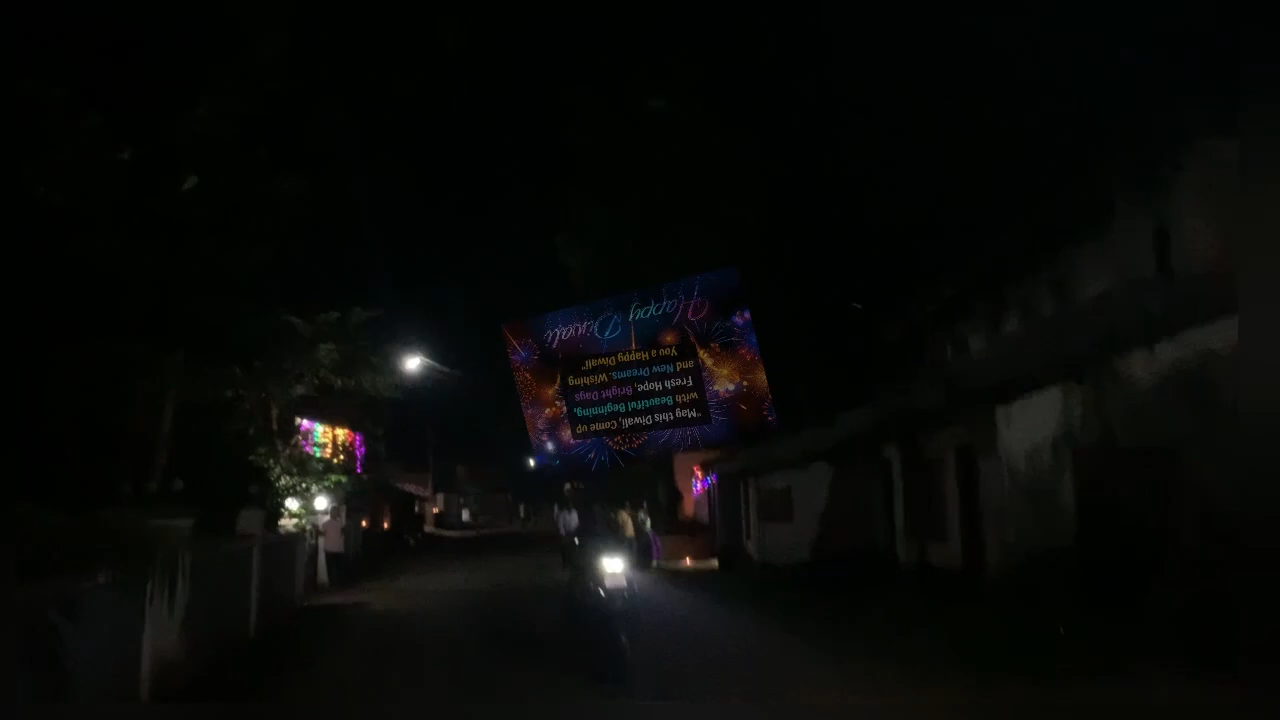 "May this Diwali, Come up
with Beautiful Beginning,
Fresh Hope, Bright Days
and New Dreams. Wishing
You a Happy Diwali"
Happy Diwali